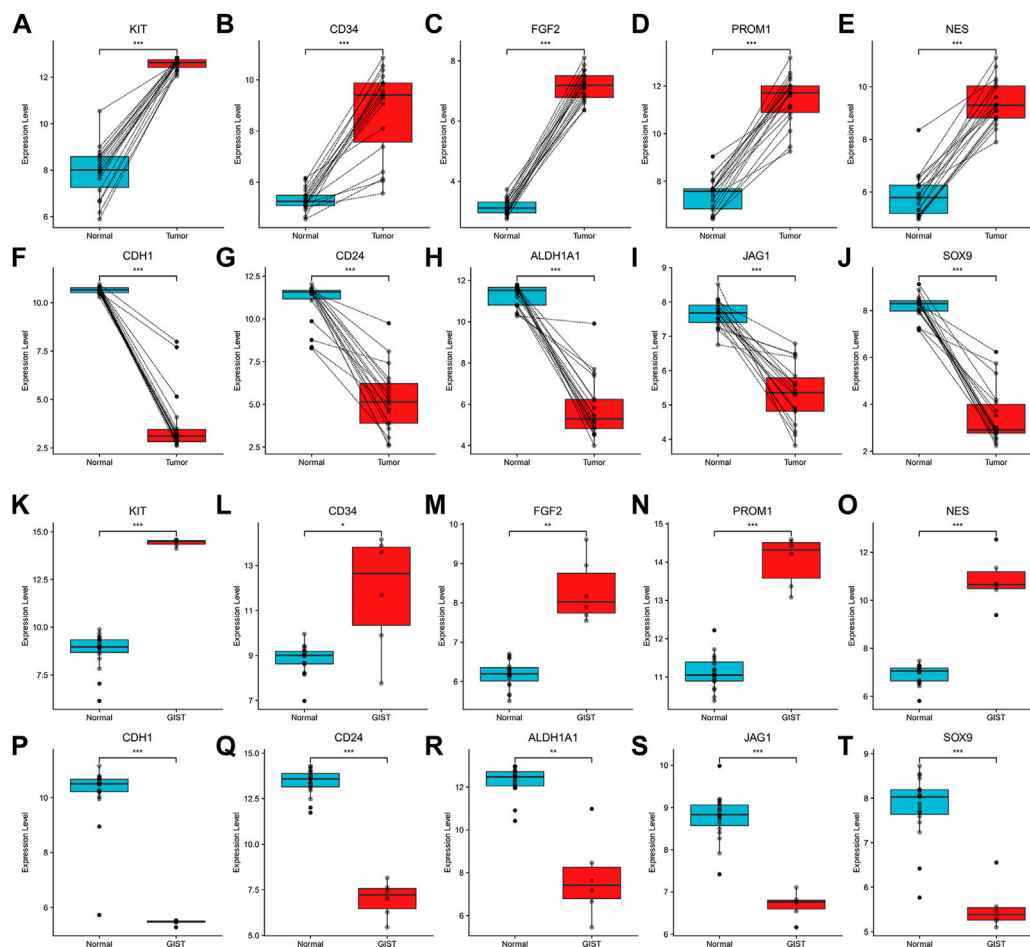 A KIT
***
Expression Level
12
10
8
6
Normal Tumor
B CD34
***
Expression Level
10
8
6
Normal Tumor
C FGF2
***
Expression Level
8
6
4
Normal Tumor
D PROM1
***
Expression Level
12
10
8
6
Normal Tumor
E NES
***
Expression Level
10
8
6
Normal Tumor
F CDH1
***
Expression Level
10.0
7.5
5.0
2.5
Normal Tumor
G CD24
***
Expression Level
12.5
10.0
7.5
5.0
2.5
Normal Tumor
H ALDH1A1
***
Expression Level
12
10
8
6
4
Normal Tumor
I JAG1
***
Expression Level
9
8
7
6
5
4
Normal Tumor
J SOX9
***
Expression Level
10
8
6
4
2
Normal Tumor
K KIT
***
Expression Level
15.0
12.5
10.0
7.5
Normal GIST
L CD34
*
Expression Level
13
11
9
7
Normal GIST
M FGF2
**
Expression Level
10
9
8
7
6
Normal GIST
N PROM1
***
Expression Level
15
14
13
12
11
Normal GIST
O NES
***
Expression Level
12
10
8
6
Normal GIST
P CDH1
***
Expression Level
10
8
6
Normal GIST
Q CD24
***
Expression Level
15.0
12.5
10.0
7.5
5.0
Normal GIST
R ALDH1A1
**
Expression Level
12
10
8
6
Normal GIST
S JAG1
***
Expression Level
10
9
8
7
6
Normal GIST
T SOX9
***
Expression Level
9
8
7
6
5
Normal GIST